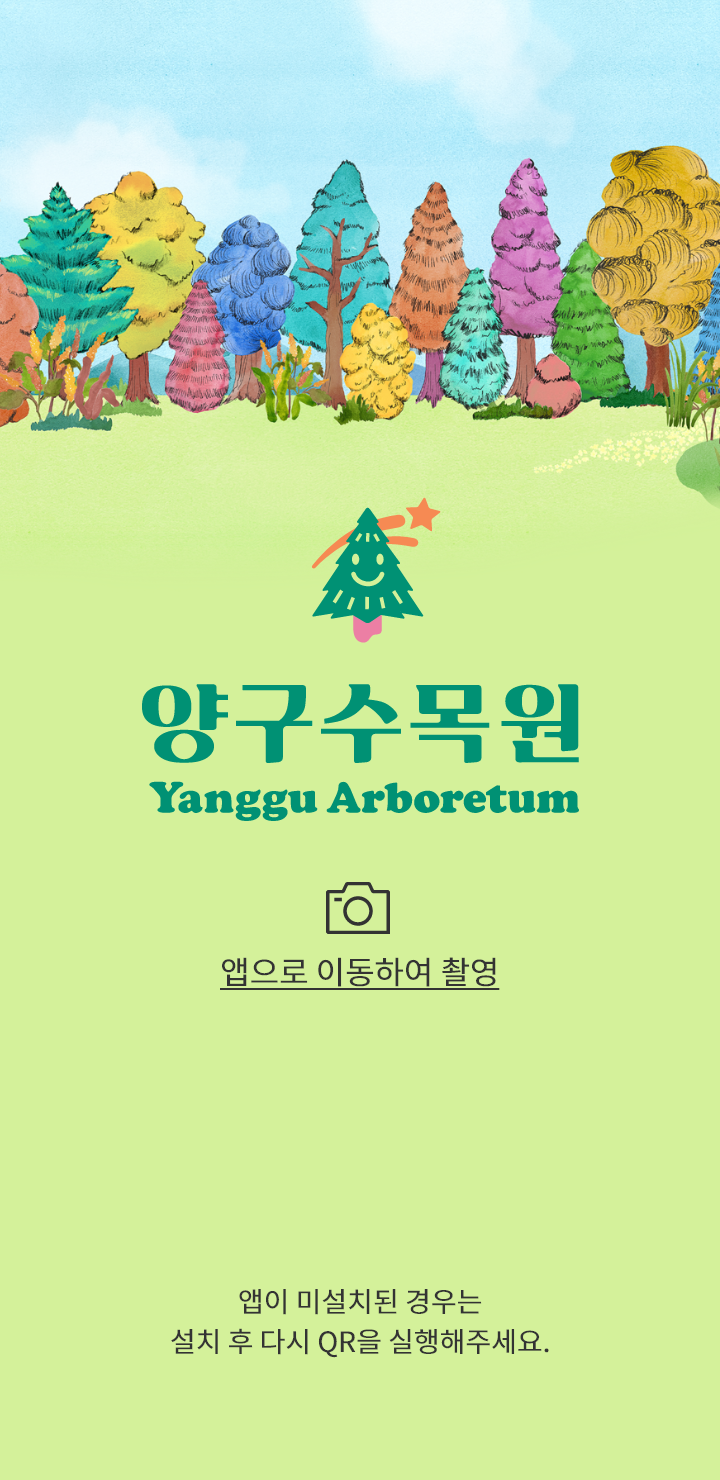 양구수목원
Yanggu Arboretum
앱으로 이동하여 촬영
앱이 미설치된 경우는
설치 후 다시 QR을 실행해주세요.